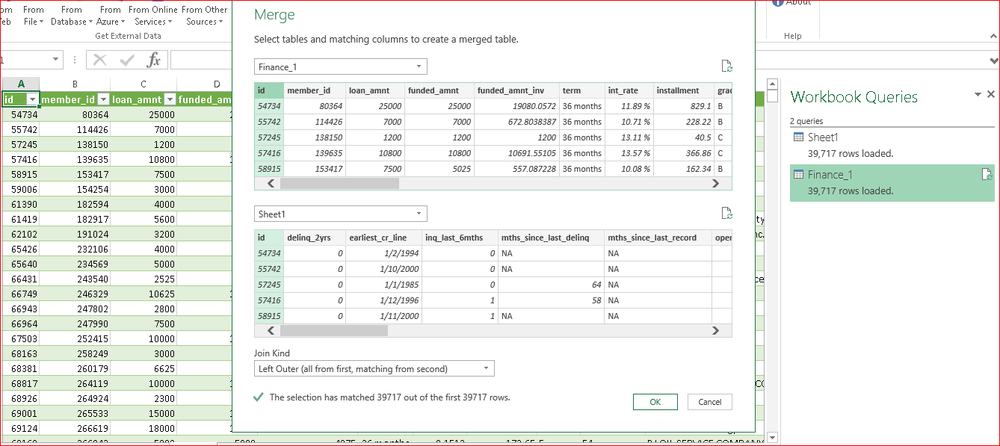 om From From From From Online From Other
eb File Database Azure Services Sources
Get External Data
About
Help
1 fx
A B C D
id member_id loan_amnt funded_am
54734 80364 25000
55742 114426 7000
57245 138150 1200
57416 139635 10800
58915 153417 7500
59006 154254 3000
61390 182594 4000
61419 182917 5600
62102 191024 3200
65426 232106 4000
65640 234569 5000
66431 243540 2525
66749 246329 10625
66943 247802 2800
66964 247990 7500
67503 252415 10000
68163 258249 3000
68381 260179 6625
68817 264119 10000
68926 264924 2300
69001 265533 15000
69124 266619 18000
Merge
Select tables and matching columns to create a merged table.
Finance_1
id member_id loan_amnt funded_amnt funded_amnt_inv term int_rate installment grad
54734 80364 25000 25000 19080.0572 36 months 11.89 % 829.1 B
55742 114426 7000 7000 672.8038387 36 months 10.71 % 228.22 B
57245 138150 1200 1200 1200 36 months 13.11 % 40.5 C
57416 139635 10800 10800 10691.55105 36 months 13.57 % 366.86 C
58915 153417 7500 5025 557.087228 36 months 10.08 % 162.34 B
Sheet1
id delinq_2yrs earliest_cr_line inq_last_6mths mths_since_last_delinq mths_since_last_record open
54734 0 1/2/1994 0 NA NA
55742 0 1/10/2000 0 NA NA
57245 0 1/1/1985 0 64 NA
57416 0 1/12/1996 1 58 NA
58915 0 1/11/2000 1 NA NA
Join Kind
Left Outer (all from first, matching from second)
The selection has matched 39717 out of the first 39717 rows.
OK Cancel
Workbook Queries
2 queries
Sheet1
39,717 rows loaded.
Finance_1
39,717 rows loaded.